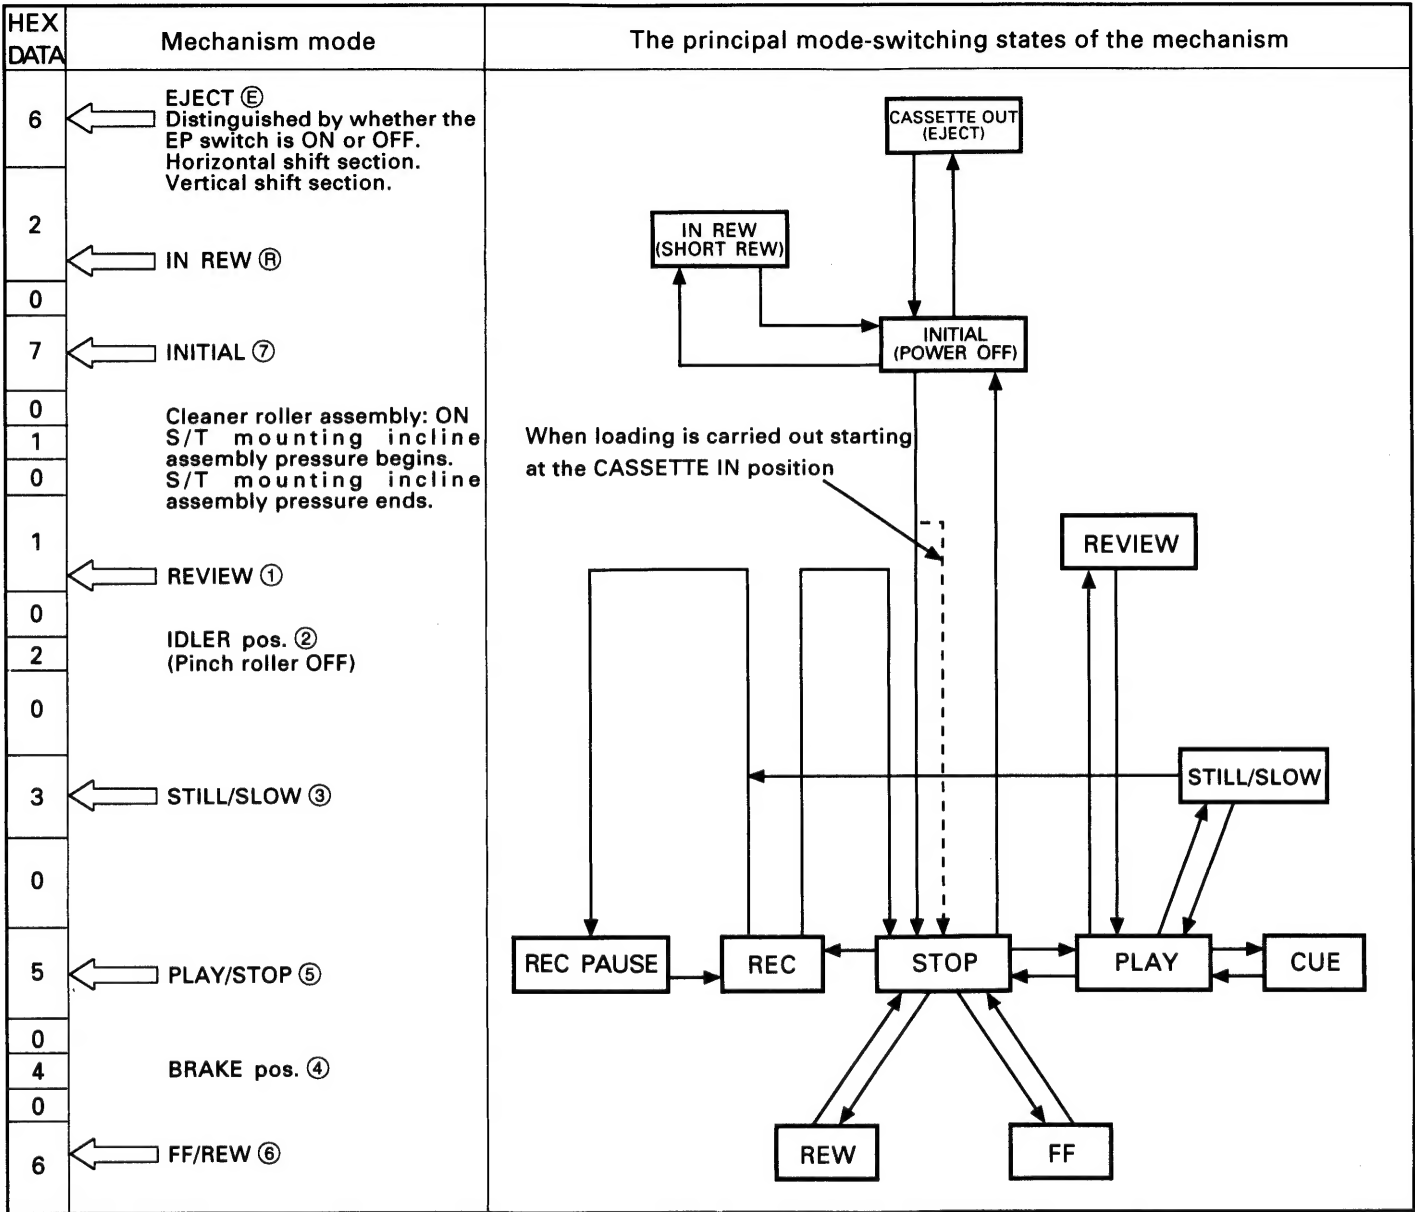 HEX
DATA
Mechanism mode
The principal mode-switching states of the mechanism
6
EJECT Ⓔ
Distinguished by whether the
EP switch is ON or OFF.
Horizontal shift section.
Vertical shift section.
2
IN REW Ⓡ
0
7
INITIAL ⑦
0
1
0
Cleaner roller assembly: ON
S/T mounting incline
assembly pressure begins.
S/T mounting incline
assembly pressure ends.
1
REVIEW ①
0
2
IDLER pos. ②
(Pinch roller OFF)
0
3
STILL/SLOW ③
0
5
PLAY/STOP ⑤
0
4
BRAKE pos. ④
0
6
FF/REW ⑥
CASSETTE OUT
(EJECT)
IN REW
(SHORT REW)
INITIAL
(POWER OFF)
When loading is carried out starting
at the CASSETTE IN position
REVIEW
STILL/SLOW
REC PAUSE
REC
STOP
PLAY
CUE
REW
FF